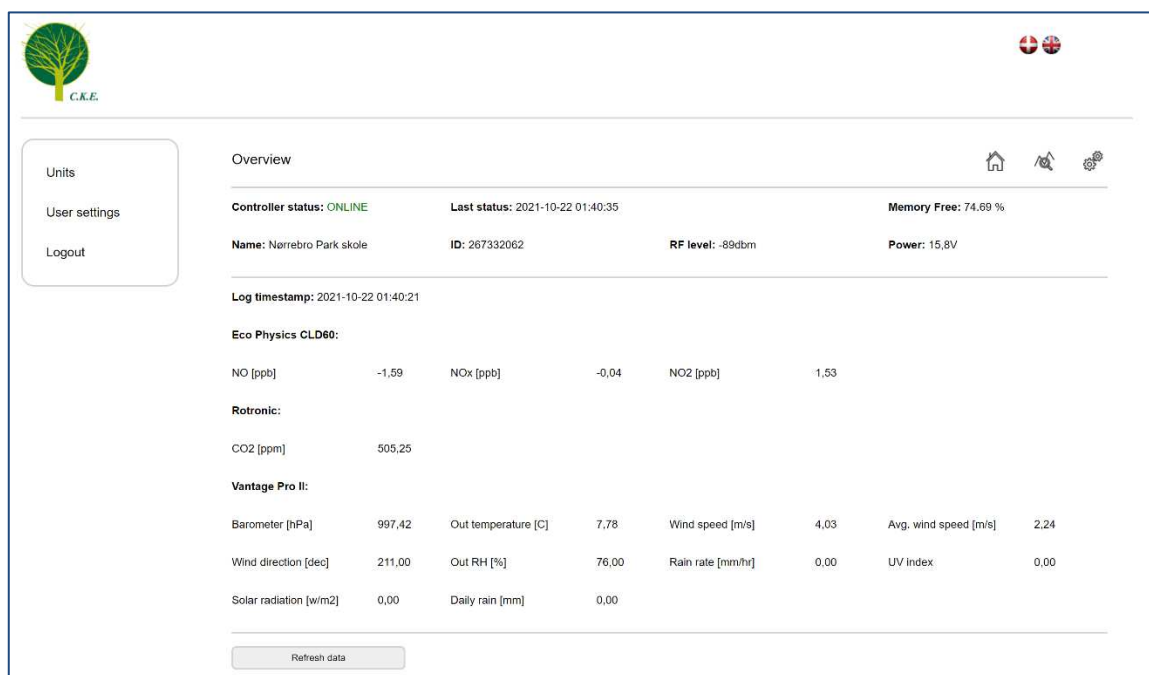 C.K.E.
Units
User settings
Logout
Overview
Controller status: ONLINE Last status: 2021-10-22 01:40:35 Memory Free: 74.69 %
Name: Nørrebro Park skole ID: 267332062 RF level: -89dbm Power: 15,8V
Log timestamp: 2021-10-22 01:40:21
Eco Physics CLD60:
NO [ppb] -1,59 NOx [ppb] -0,04 NO2 [ppb] 1,53
Rotronic:
CO2 [ppm] 505,25
Vantage Pro II:
Barometer [hPa] 997,42 Out temperature [C] 7,78 Wind speed [m/s] 4,03 Avg. wind speed [m/s] 2,24
Wind direction [dec] 211,00 Out RH [%] 76,00 Rain rate [mm/hr] 0,00 UV index 0,00
Solar radiation [w/m2] 0,00 Daily rain [mm] 0,00
Refresh data